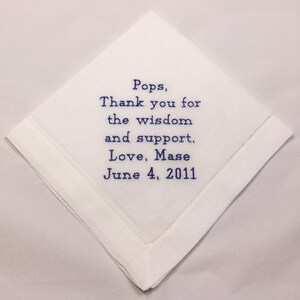 Pops,
Thank you for
the wisdom
and support.
Love, Mase
June 4, 2011